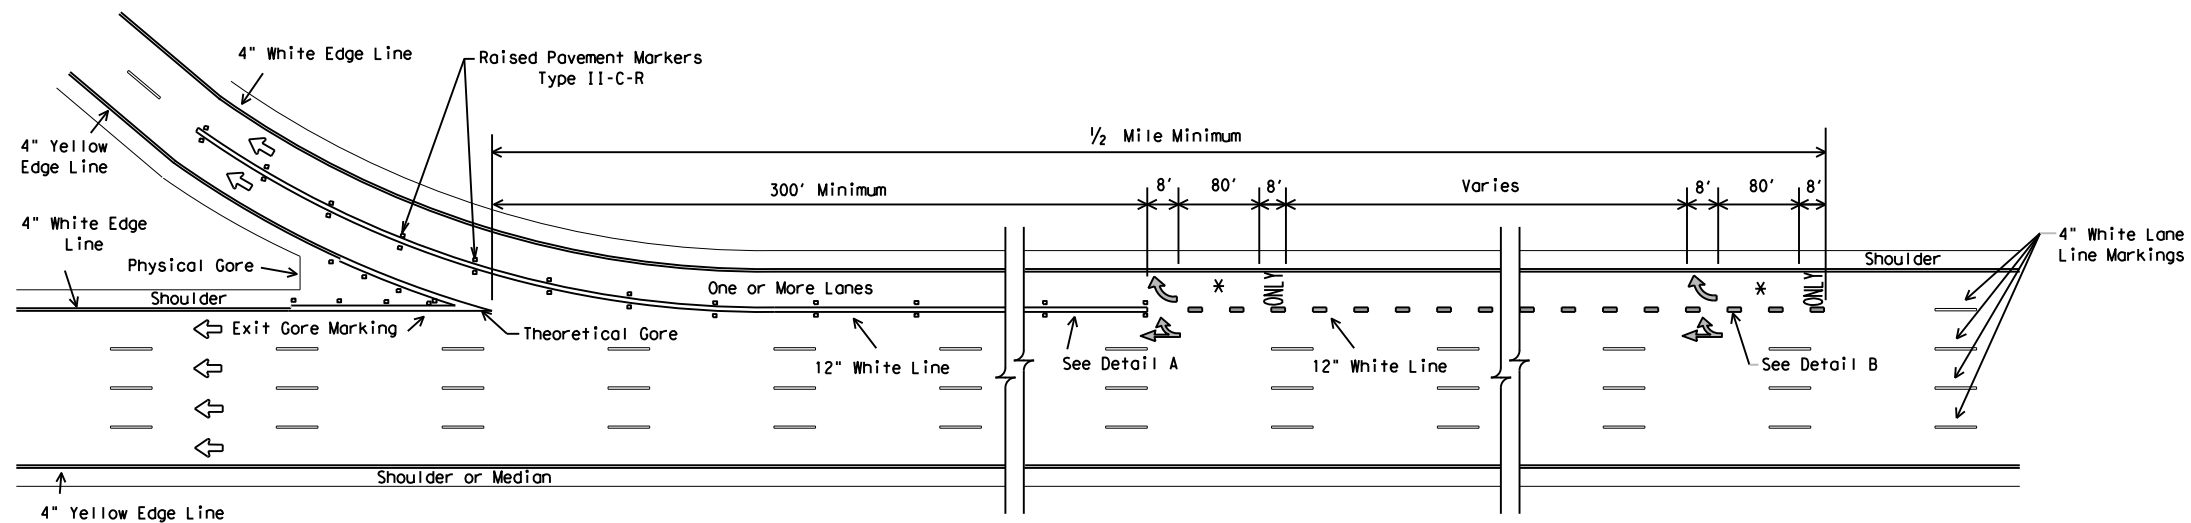 4" White Edge Line
Raised Pavement Markers
Type II-C-R
½ Mile Minimum
4" Yellow
Edge Line
300' Minimum
8'
80'
8'
Varies
8'
80'
8'
4" White Edge
Line
4" White Lane
Line Markings
Physical Gore
Shoulder
One or More Lanes
*
ONLY
*
ONLY
Shoulder
Exit Gore Marking
Theoretical Gore
12" White Line
See Detail A
12" White Line
See Detail B
Shoulder or Median
4" Yellow Edge Line